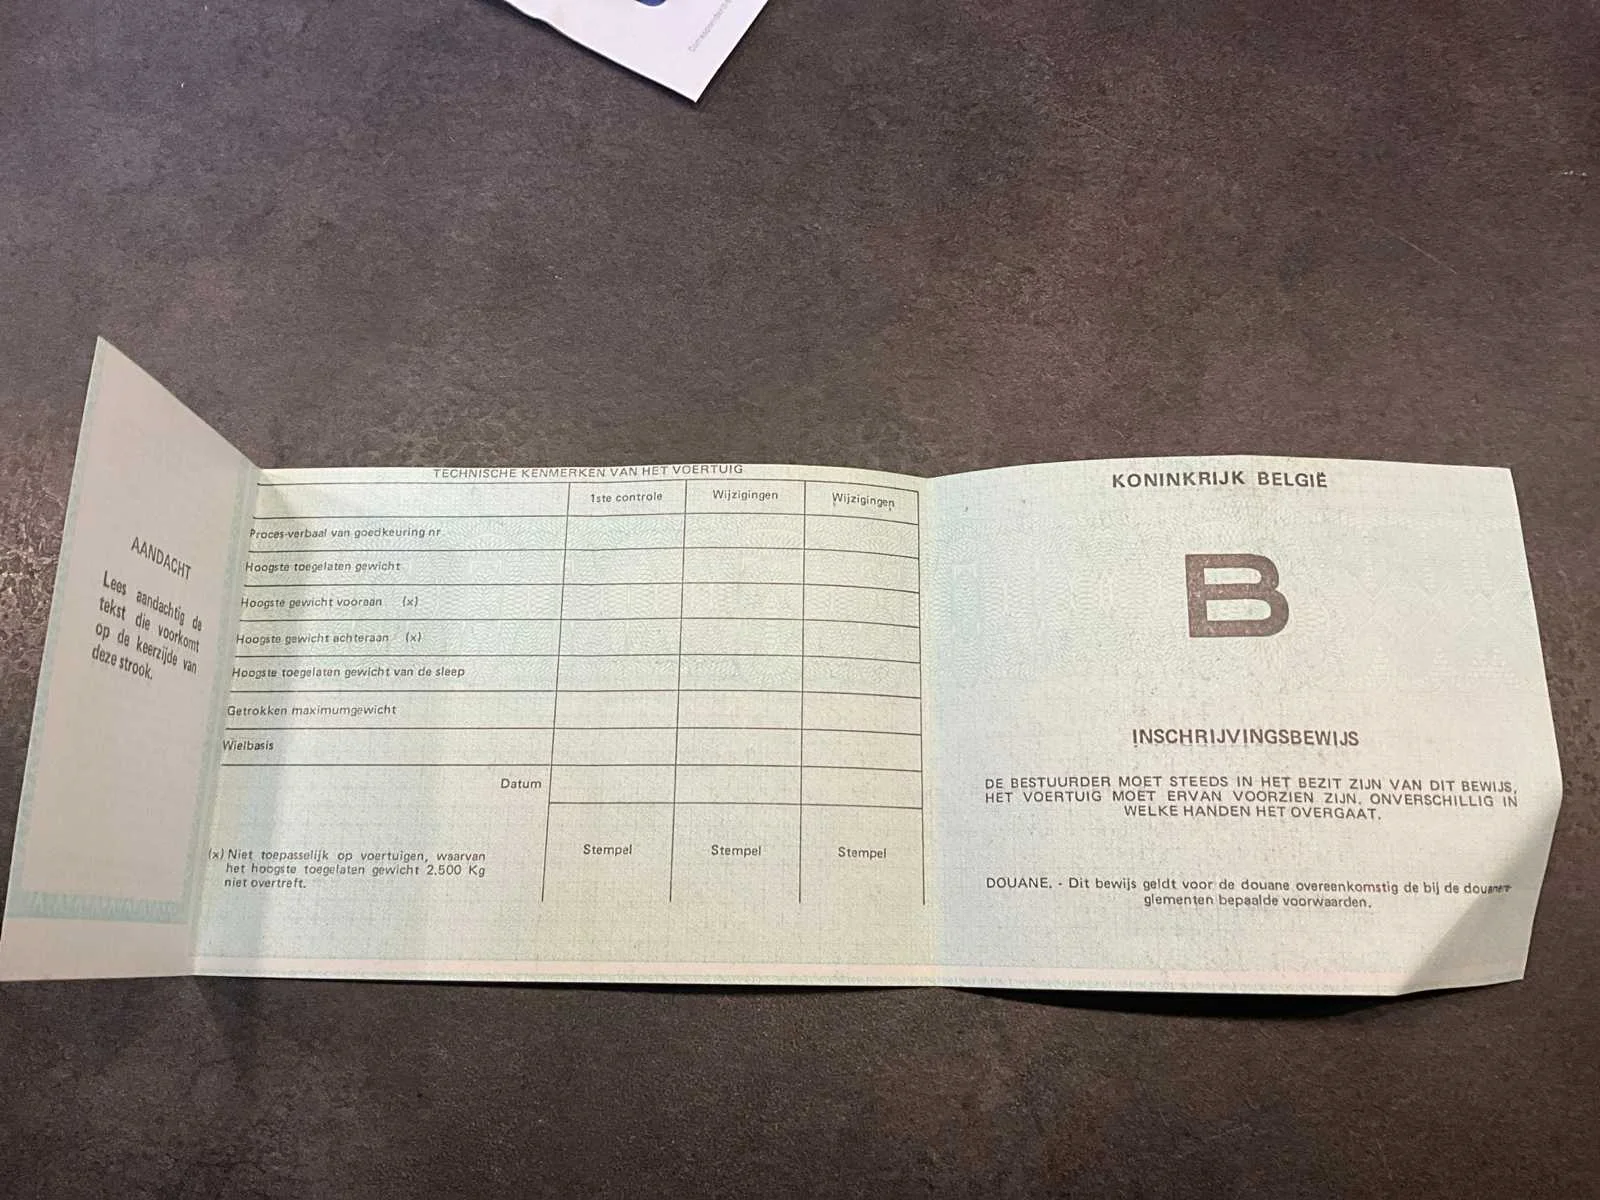 AANDACHT
Lees aandachtig de
tekst die voorkomt
op de keerzijde van
deze strook.
TECHNISCHE KENMERKEN VAN HET VOERTUIG
1ste controle Wijzigingen Wijzigingen
Proces-verbaal van goedkeuring nr
Hoogste toegelaten gewicht
Hoogste gewicht vooraan (x)
Hoogste gewicht achteraan (x)
Hoogste toegelaten gewicht van de sleep
Getrokken maximumgewicht
Wielbasis
Datum
Stempel Stempel Stempel
(x) Niet toepasselijk op voertuigen, waarvan
het hoogste toegelaten gewicht 2.500 Kg
niet overtreft.
KONINKRIJK BELGIË
B
INSCHRIJVINGSBEWIJS
DE BESTUURDER MOET STEEDS IN HET BEZIT ZIJN VAN DIT BEWIJS,
HET VOERTUIG MOET ERVAN VOORZIEN ZIJN, ONVERSCHILLIG IN
WELKE HANDEN HET OVERGAAT.
DOUANE. - Dit bewijs geldt voor de douane overeenkomstig de bij de
glementen bepaalde voorwaarden.